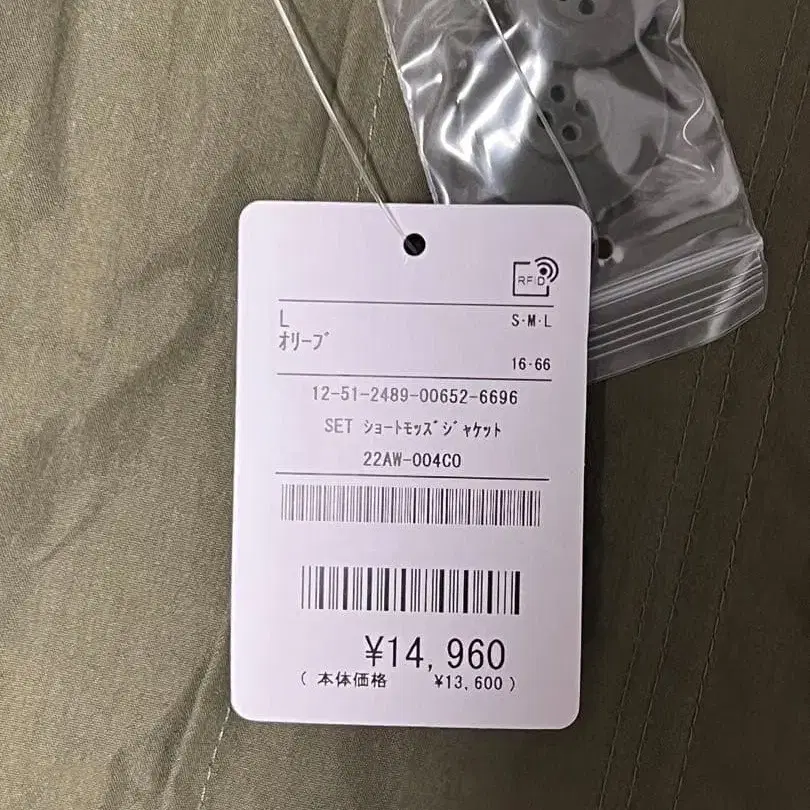 RFID
L
S·M·L
オリーブ
16-66
12-51-2489-00652-6696
SET ショートモッズジャケット
22AW-004CO
¥14,960
( 本体価格 ¥13,600 )